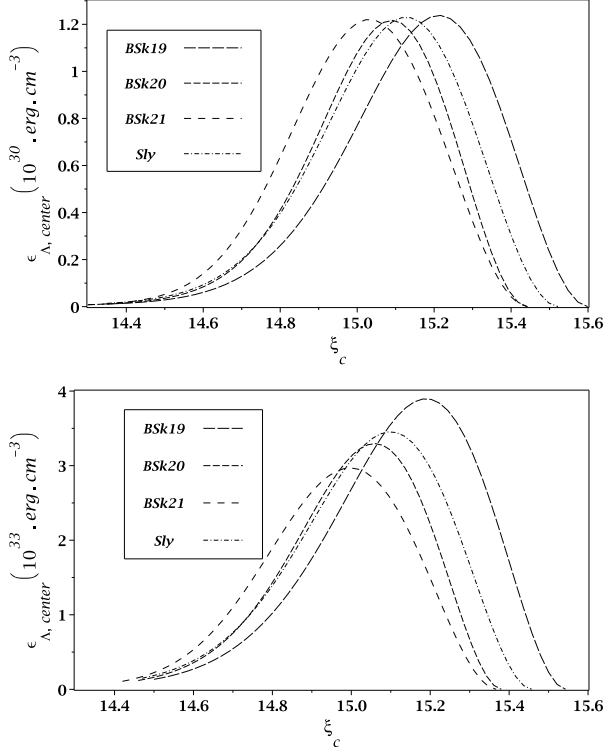 1.2
1
0.8
0.6
0.4
0.2
0
ϵ Λ, center (10^30 . erg . cm^−3)
BSk19
BSk20
BSk21
Sly
14.4 14.6 14.8 15.0 15.2 15.4 15.6
ξ_c
4
3
2
1
0
ϵ Λ, center (10^33 . erg . cm^−3)
BSk19
BSk20
BSk21
Sly
14.4 14.6 14.8 15.0 15.2 15.4 15.6
ξ_c